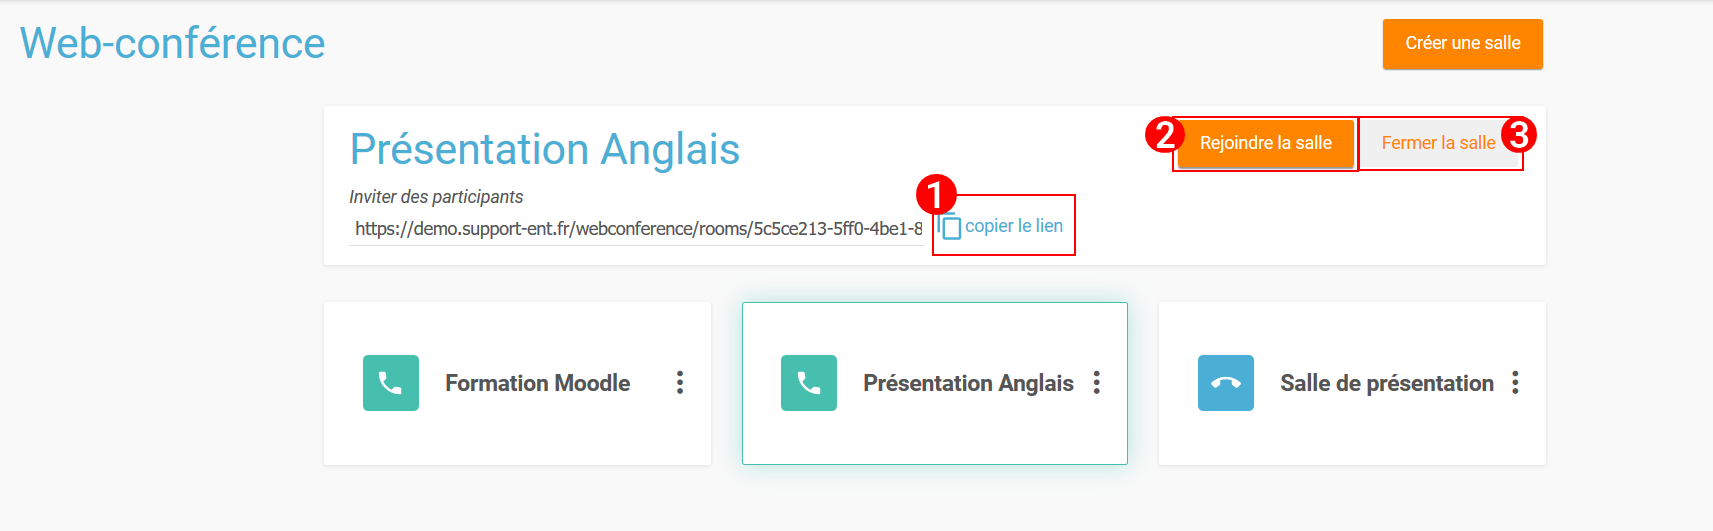 Web-conférence
Créer une salle
Présentation Anglais
2
Rejoindre la salle
Fermer la salle
3
Inviter des participants
1
https://demo.support-ent.fr/webconference/rooms/5c5ce213-5ff0-4be1-8
copier le lien
Formation Moodle
Présentation Anglais
Salle de présentation